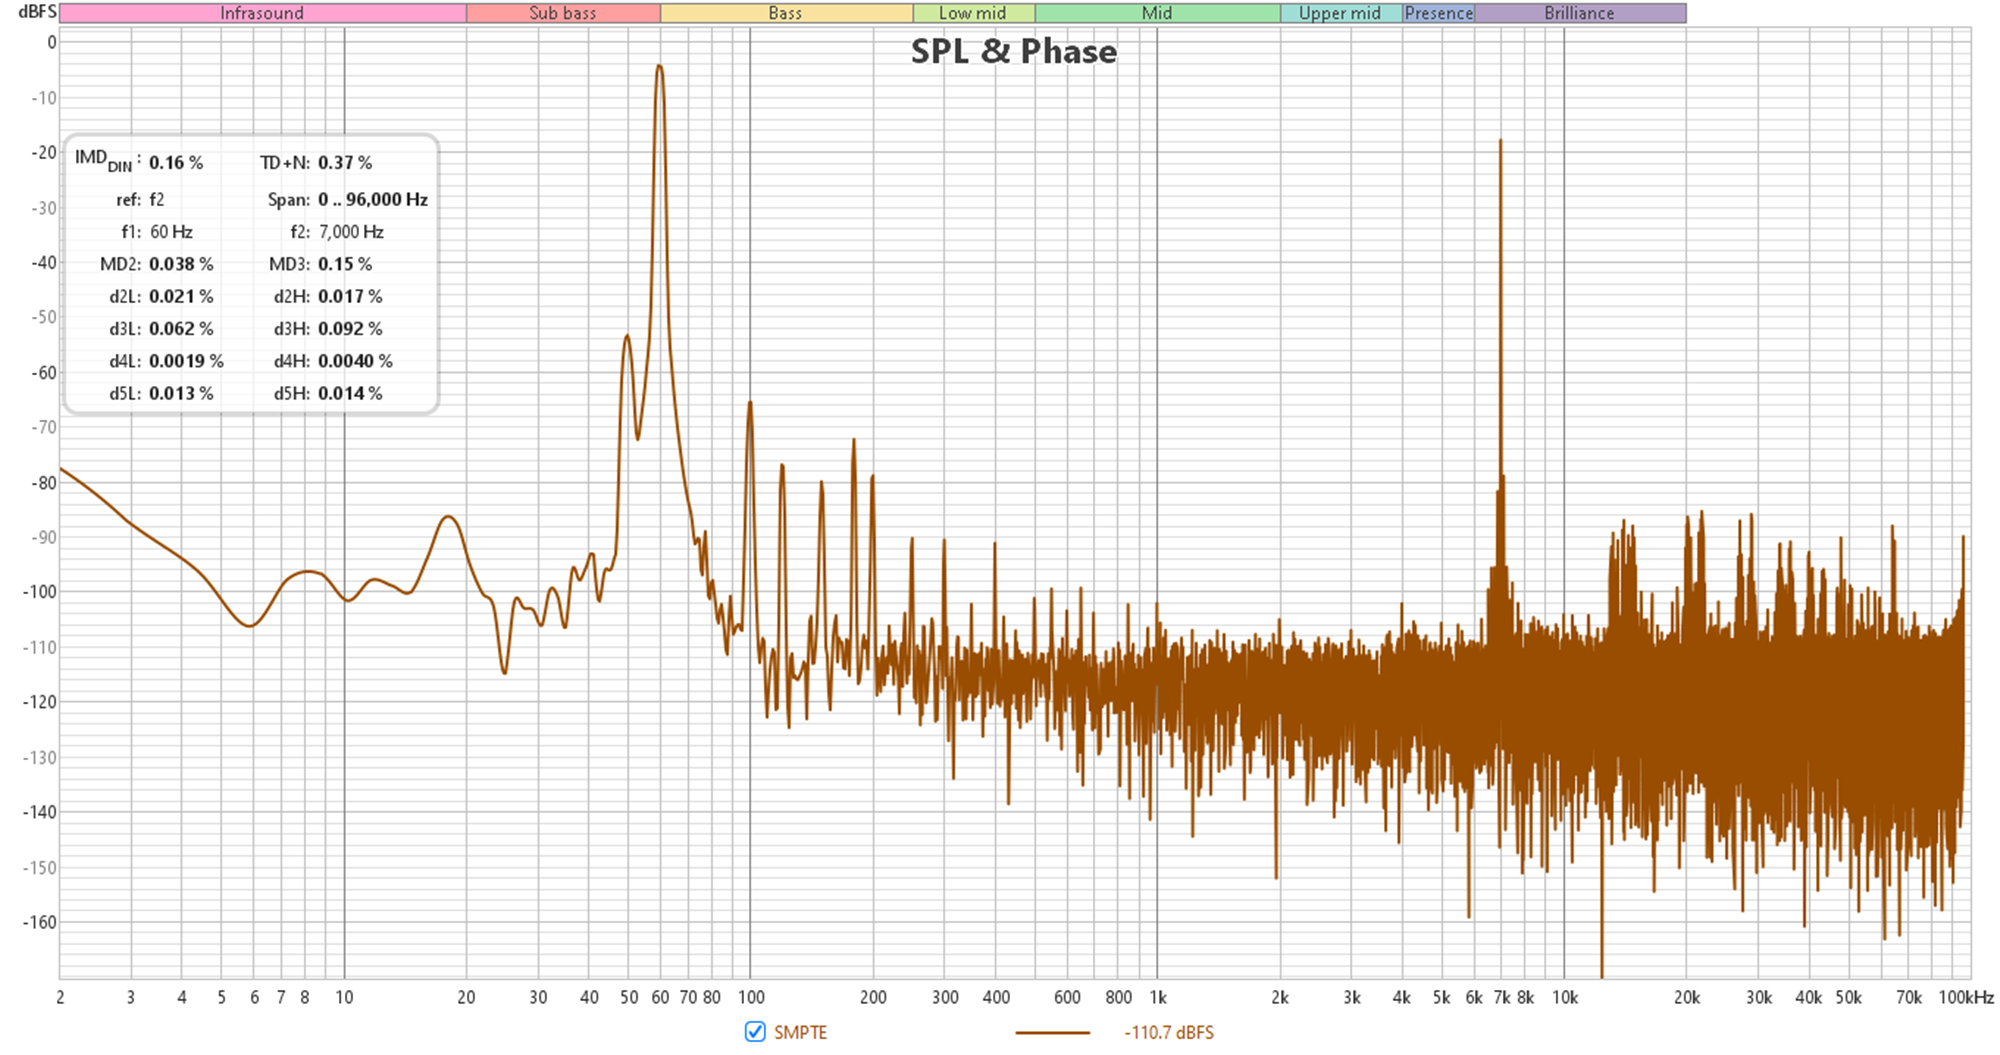 dBFS Infrasound Sub bass Bass Low mid Mid Upper mid Presence Brilliance
SPL & Phase
0
-10
-20
-30
-40
-50
-60
-70
-80
-90
-100
-110
-120
-130
-140
-150
-160
IMD DIN : 0.16 % TD+N: 0.37 %
ref: f2 Span: 0 .. 96,000 Hz
f1: 60 Hz f2: 7,000 Hz
MD2: 0.038 % MD3: 0.15 %
d2L: 0.021 % d2H: 0.017 %
d3L: 0.062 % d3H: 0.092 %
d4L: 0.0019 % d4H: 0.0040 %
d5L: 0.013 % d5H: 0.014 %
2 3 4 5 6 7 8 10 20 30 40 50 60 70 80 100 200 300 400 600 800 1k 2k 3k 4k 5k 6k 7k 8k 10k 20k 30k 40k 50k 70k 100kHz
SMPTE -110.7 dBFS